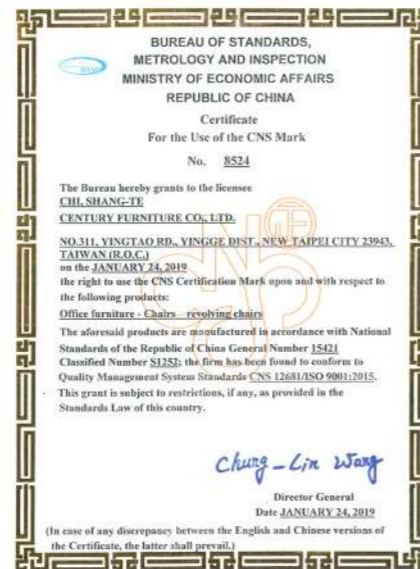 BUREAU OF STANDARDS,
METROLOGY AND INSPECTION
MINISTRY OF ECONOMIC AFFAIRS
REPUBLIC OF CHINA
Certificate
For the Use of the CNS Mark
No. 8524
The Bureau hereby grants to the licensee
CHI, SHANG-TE
CENTURY FURNITURE CO., LTD.
NO.311, YINGTAO RD., YINGGE DIST., NEW TAIPEI CITY 23943,
TAIWAN (R.O.C.)
on the JANUARY 24, 2019
the right to use the CNS Certification Mark upon and with respect to
the following products:
Office furniture - Chairs revolving chairs
The aforesaid products are manufactured in accordance with National
Standards of the Republic of China General Number 15421
Classified Number S1252; the firm has been found to conform to
Quality Management System Standards CNS 12681/ISO 9001:2015.
This grant is subject to restrictions, if any, as provided in the
Standards Law of this country.
Chung-Lin Wang
Director General
Date JANUARY 24, 2019
(In case of any discrepancy between the English and Chinese versions of
the Certificate, the latter shall prevail.)